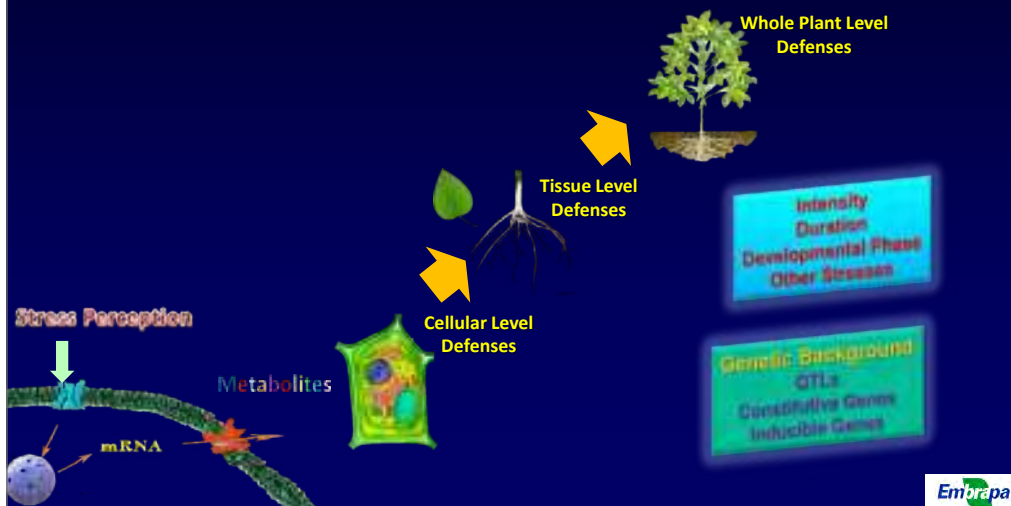 Whole Plant Level
Defenses
Tissue Level
Defenses
Intensity
Duration
Developmental Phase
Other Stresses
Stress Perception
Cellular Level
Defenses
Genetic Background
QTLs
Constitutive Genes
Inducible Genes
Metabolites
mRNA
Embrapa